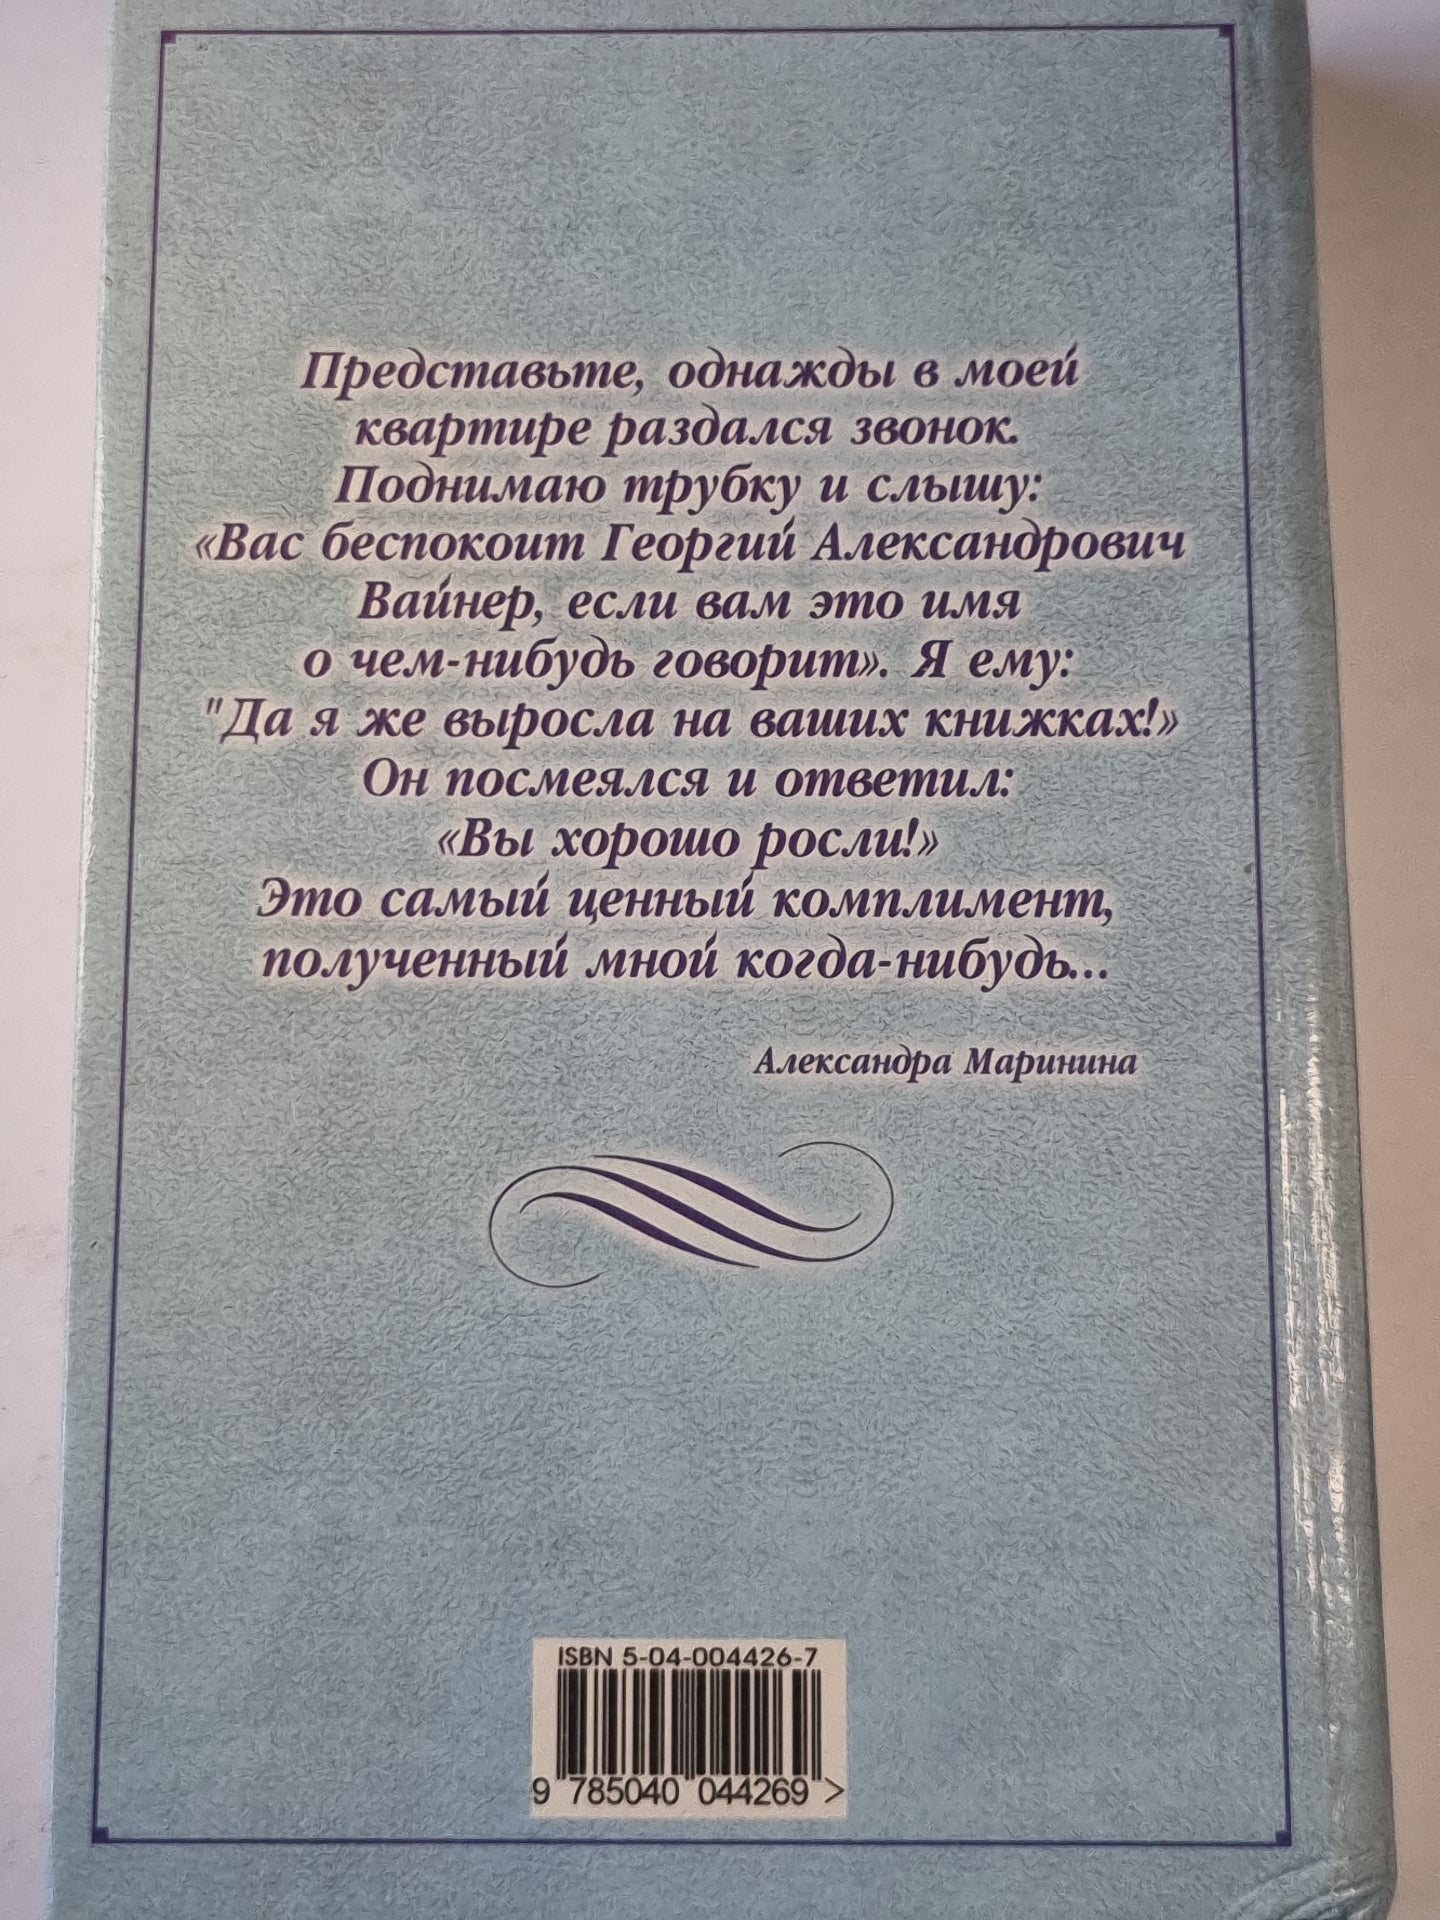 Представьте, однажды в моей
квартире раздался звонок.
Поднимаю трубку и слышу:
«Вас беспокоит Георгий Александрович
Вайнер, если вам это имя
о чем-нибудь говорит». Я ему:
"Да я же выросла на ваших книжках!»
Он посмеялся и ответил:
«Вы хорошо росли!»
Это самый ценный комплимент,
полученный мной когда-нибудь...
Александра Маринина
ISBN 5-04-004426-7
9 785040 044269 >